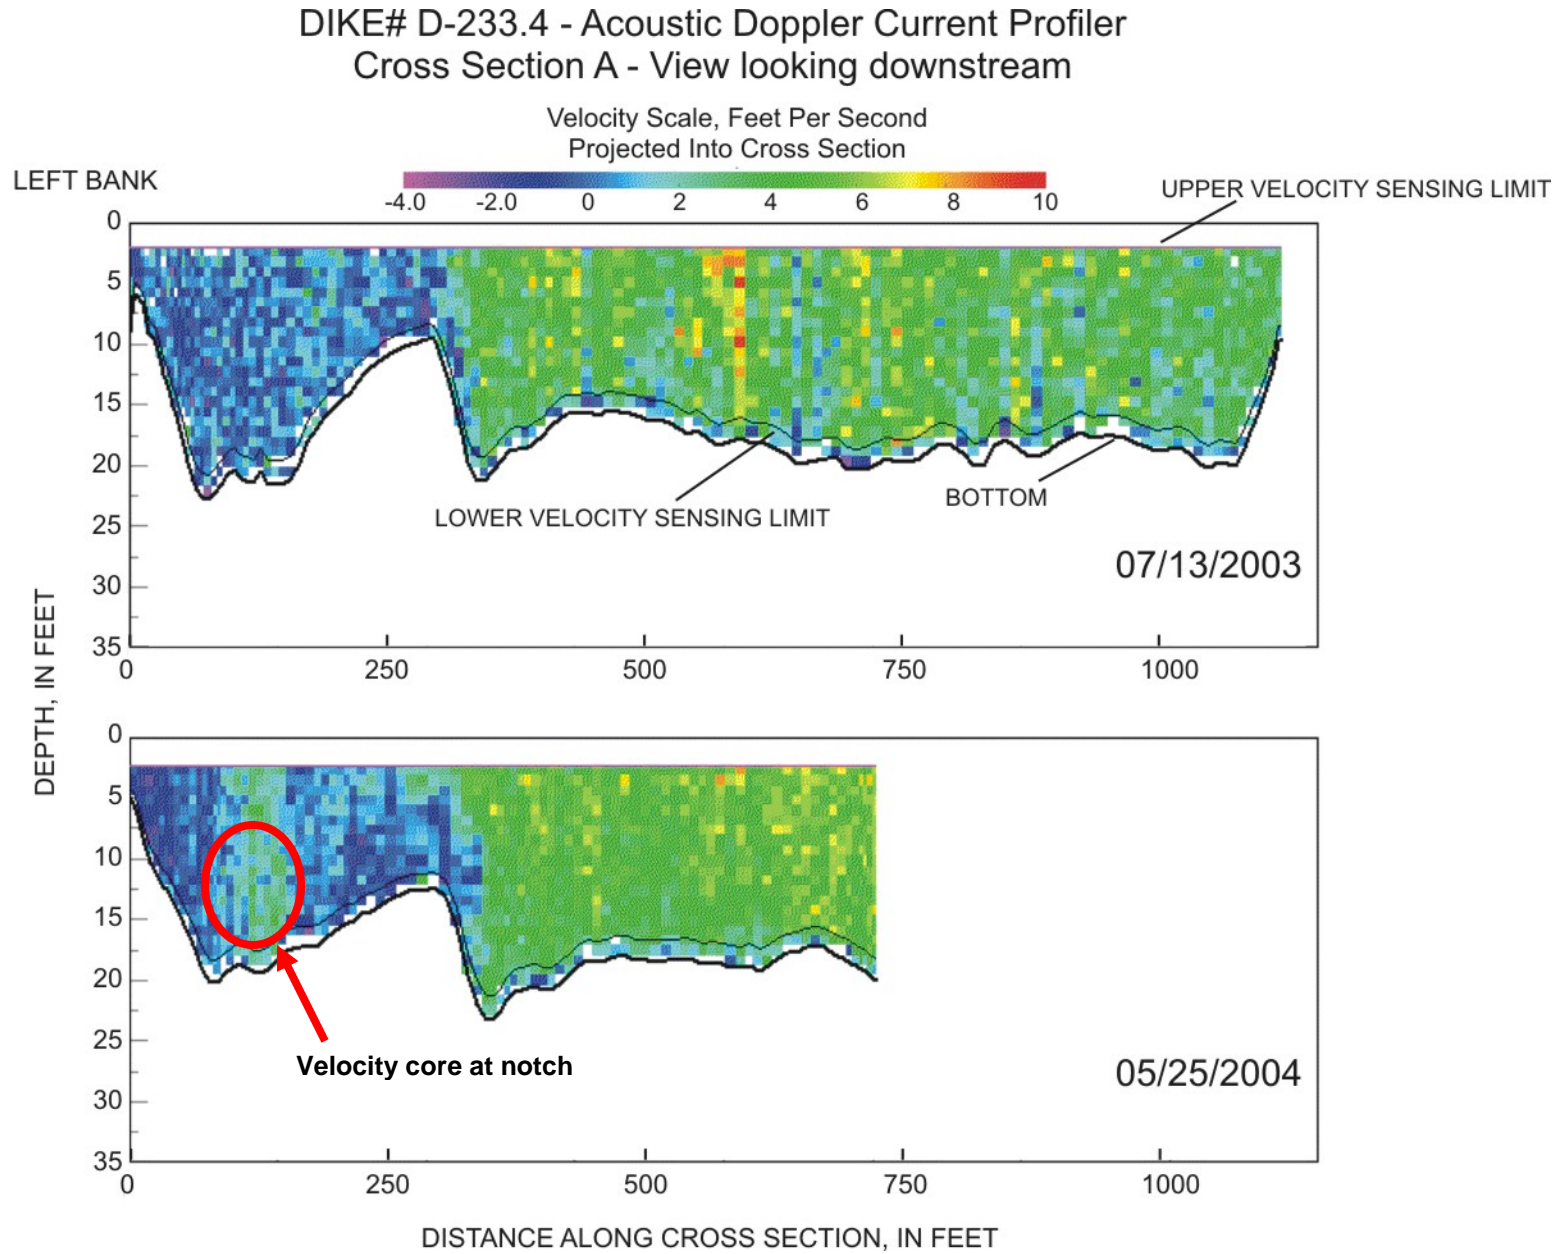 DIKE# D-233.4 - Acoustic Doppler Current Profiler
Cross Section A - View looking downstream
Velocity Scale, Feet Per Second
Projected Into Cross Section
LEFT BANK
-4.0 -2.0 0 2 4 6 8 10
UPPER VELOCITY SENSING LIMIT
0
5
10
15
20
25
30
35
LOWER VELOCITY SENSING LIMIT
BOTTOM
07/13/2003
0 250 500 750 1000
DEPTH, IN FEET
0
5
10
15
20
25
30
35
Velocity core at notch
05/25/2004
0 250 500 750 1000
DISTANCE ALONG CROSS SECTION, IN FEET